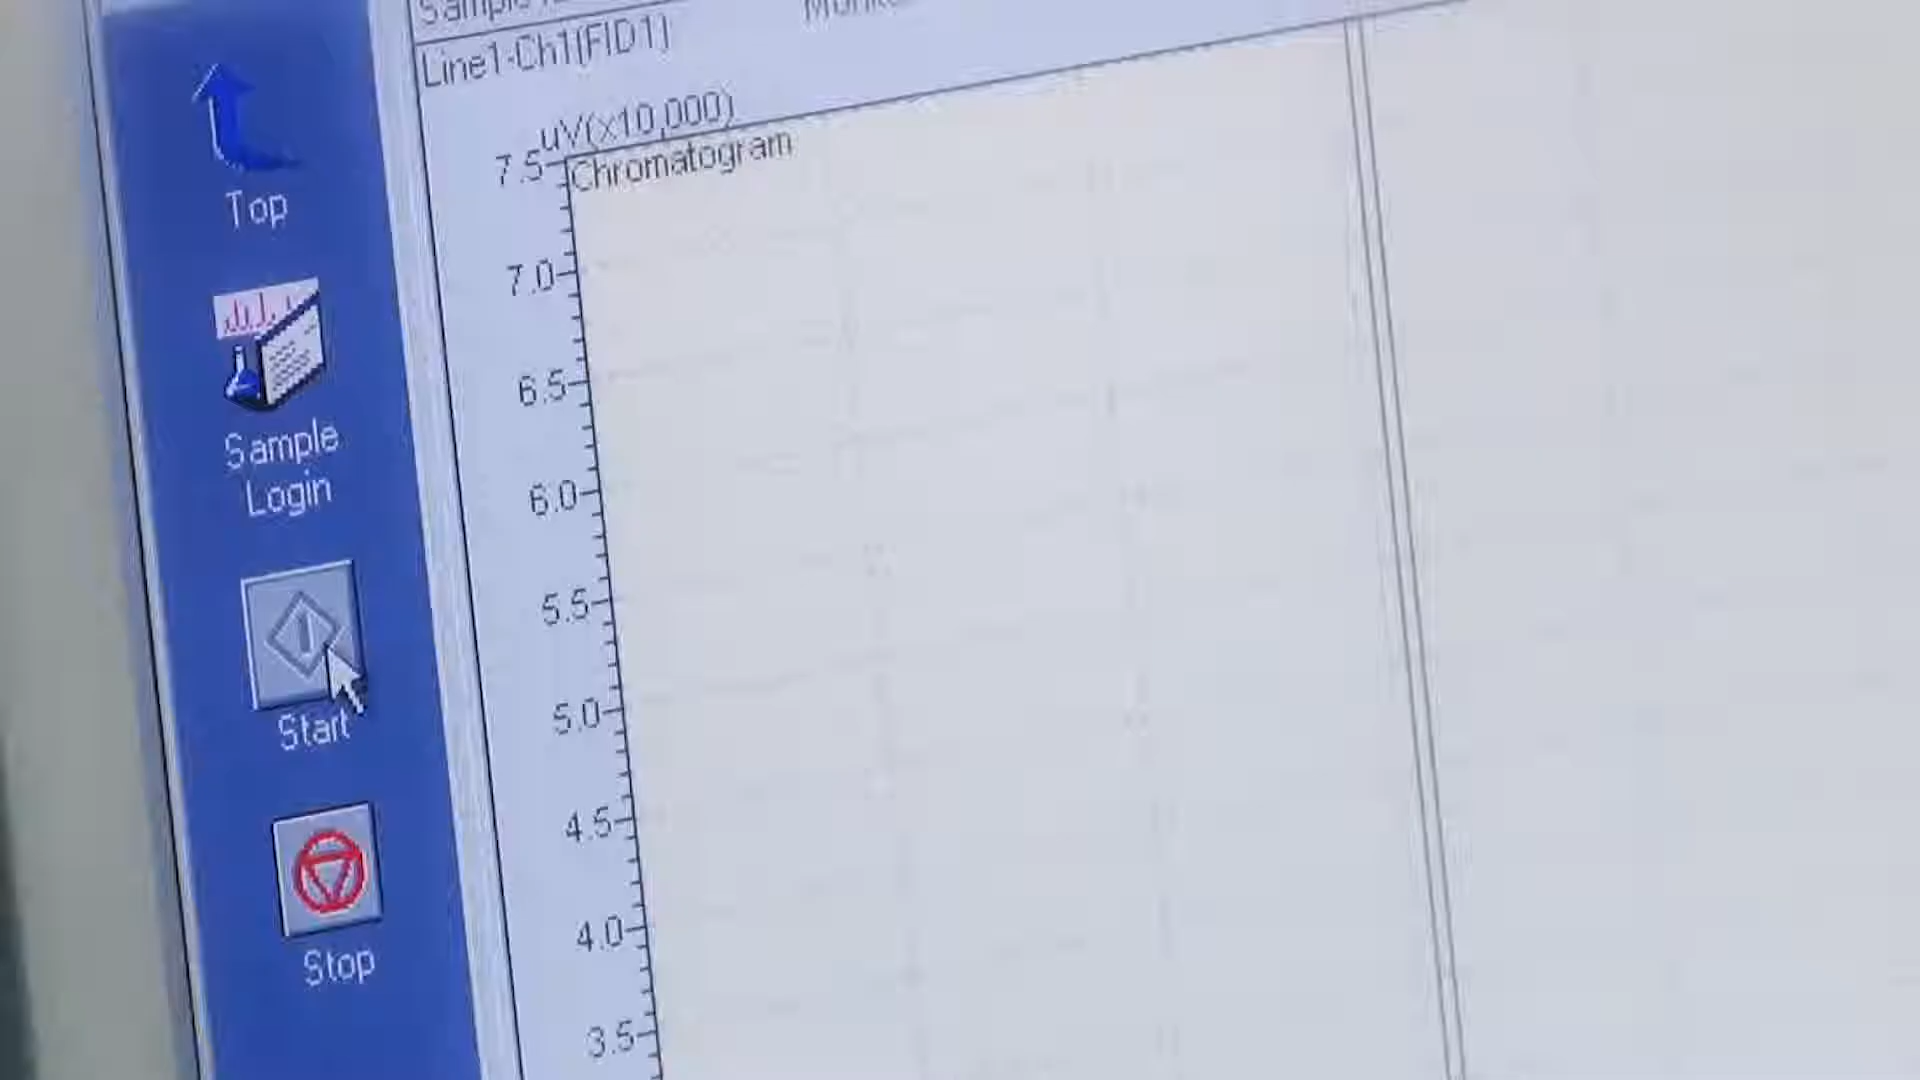 Sample
Line1-Ch1(FID1)
uV(x10,000)
Chromatogram
7.5
7.0
6.5
6.0
5.5
5.0
4.5
4.0
3.5
Top
Sample
Login
Start
Stop